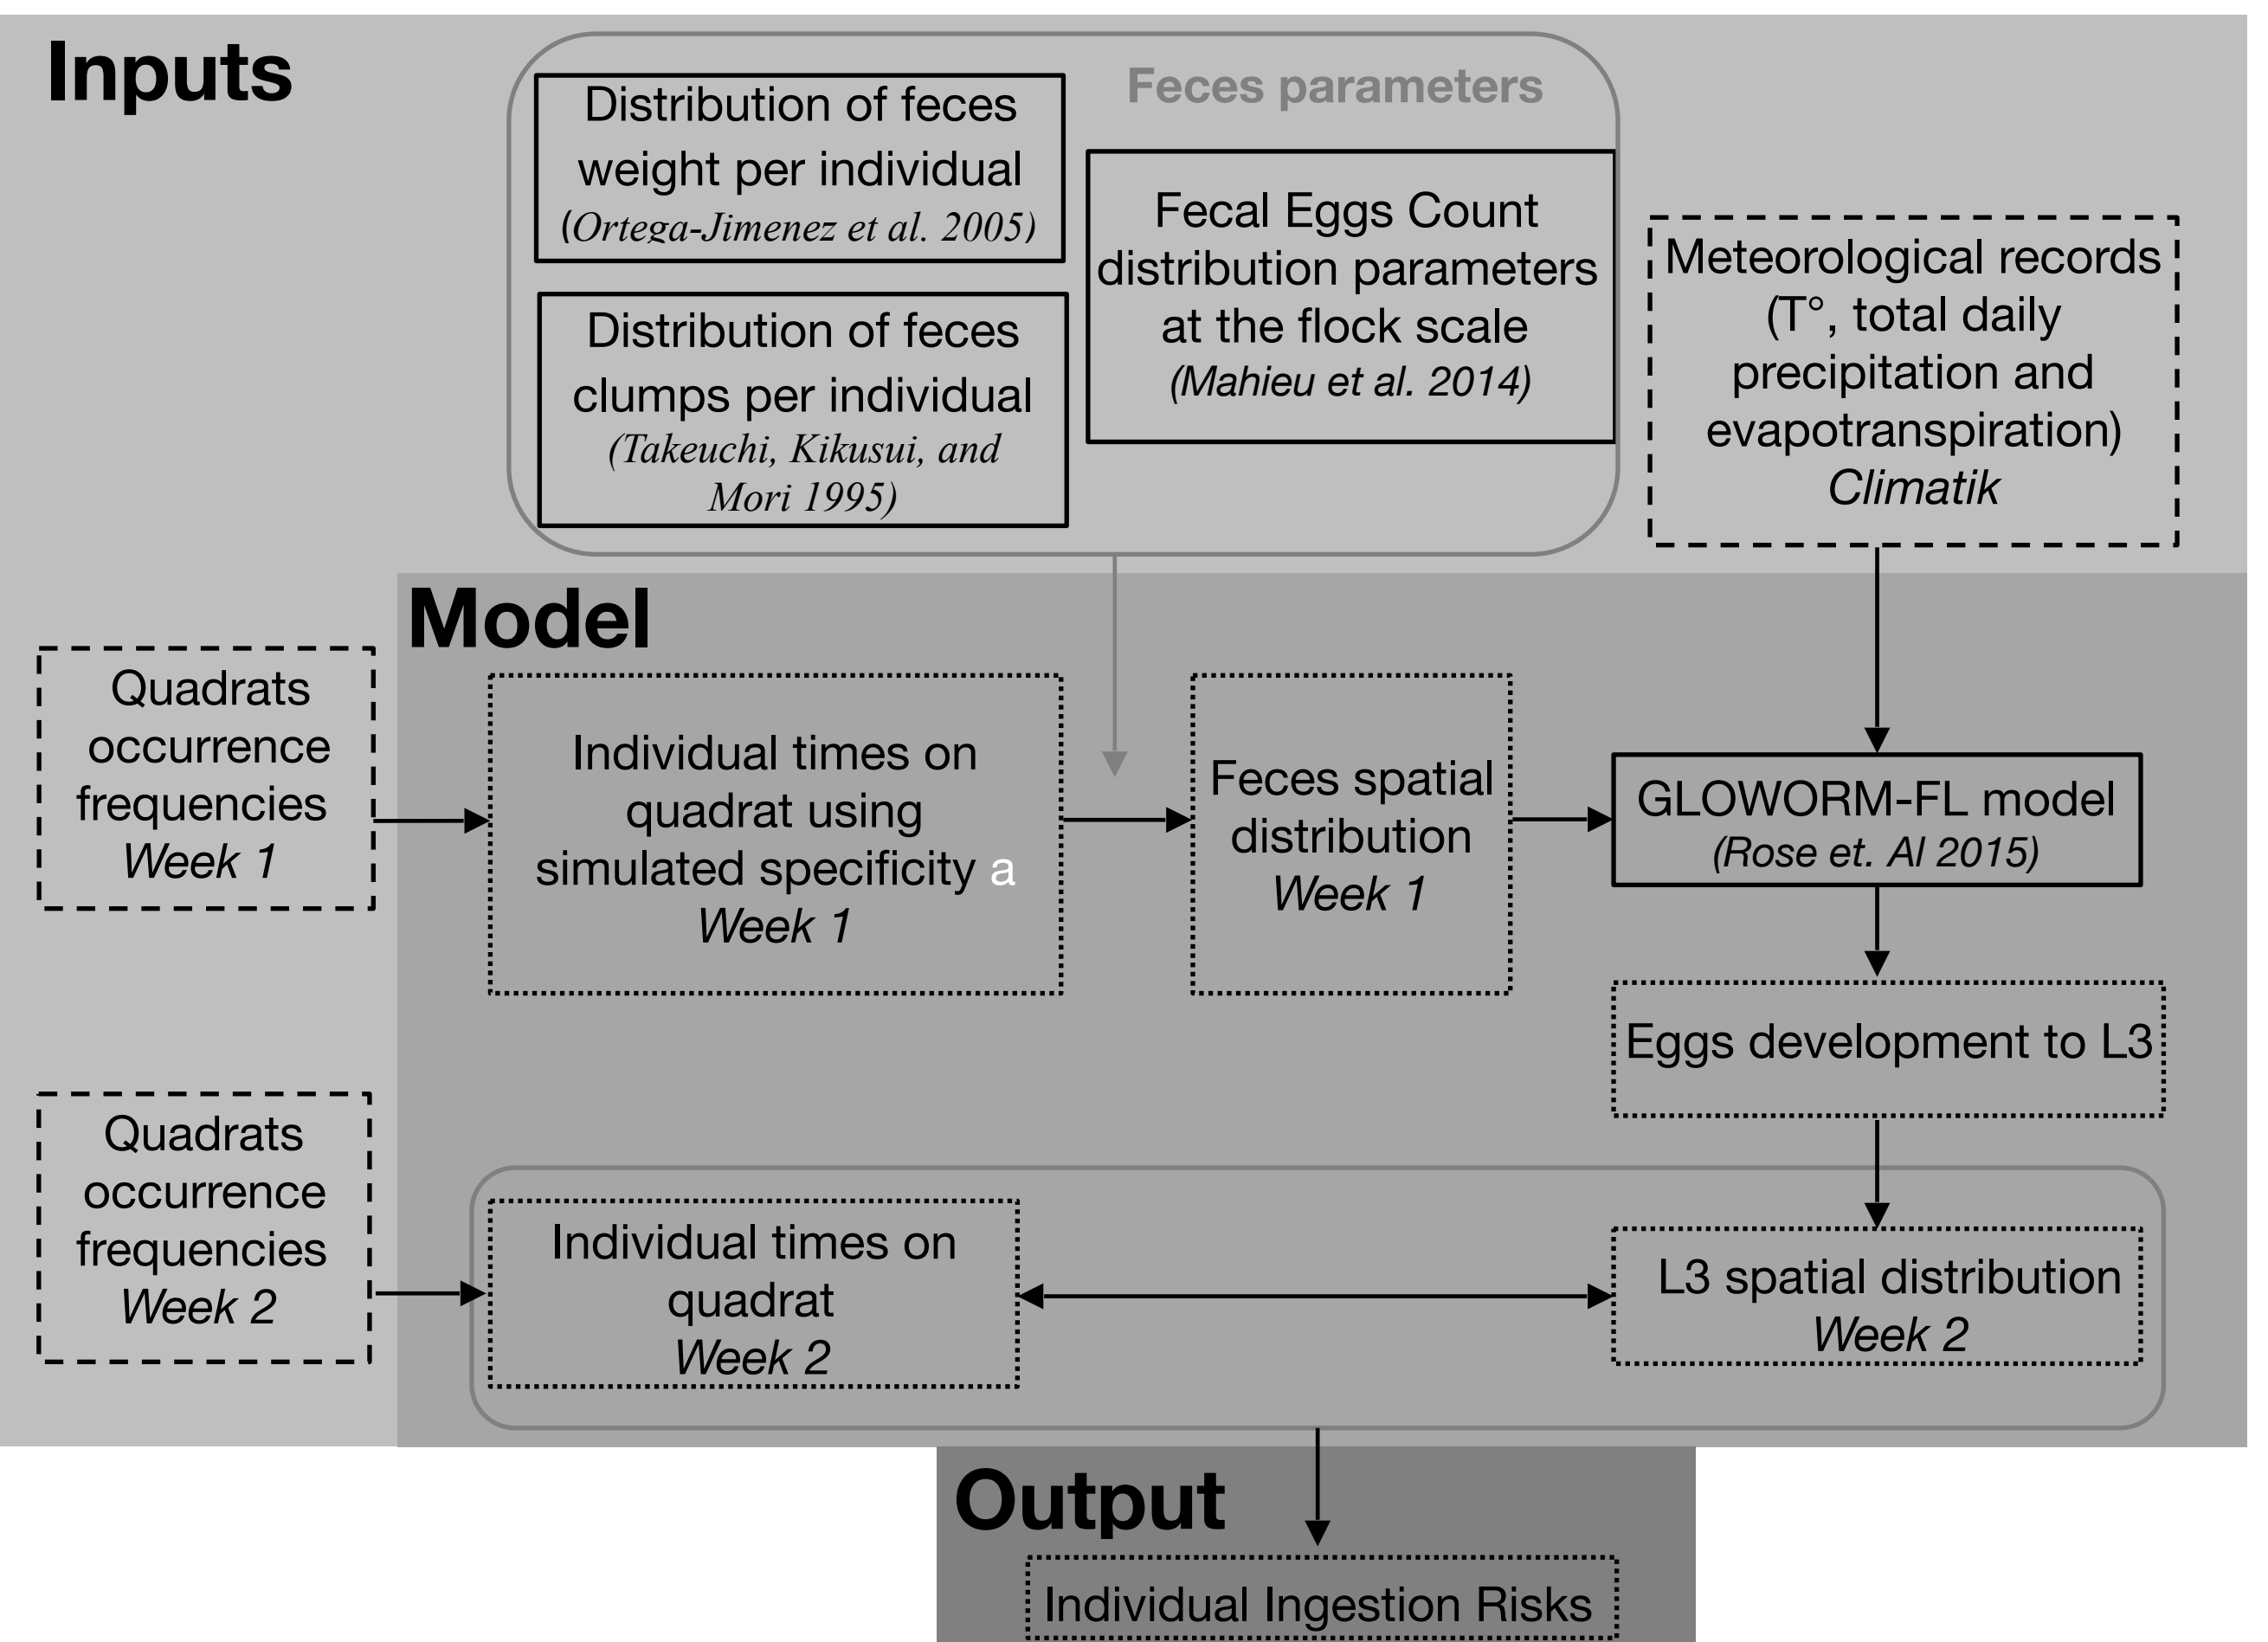 Inputs
Feces parameters
Distribution of feces
weight per individual
(Ortega-Jimenez et al. 2005)
Distribution of feces
clumps per individual
(Takeuchi, Kikusui, and
Mori 1995)
Fecal Eggs Count
distribution parameters
at the flock scale
(Mahieu et al. 2014)
Meteorological records
(T°, total daily
precipitation and
evapotranspiration)
Climatik
Model
Quadrats
occurrence
frequencies
Week 1
Individual times on
quadrat using
simulated specificity a
Week 1
Feces spatial
distribution
Week 1
GLOWORM-FL model
(Rose et. Al 2015)
Eggs development to L3
Quadrats
occurrence
frequencies
Week 2
Individual times on
quadrat
Week 2
L3 spatial distribution
Week 2
Output
Individual Ingestion Risks